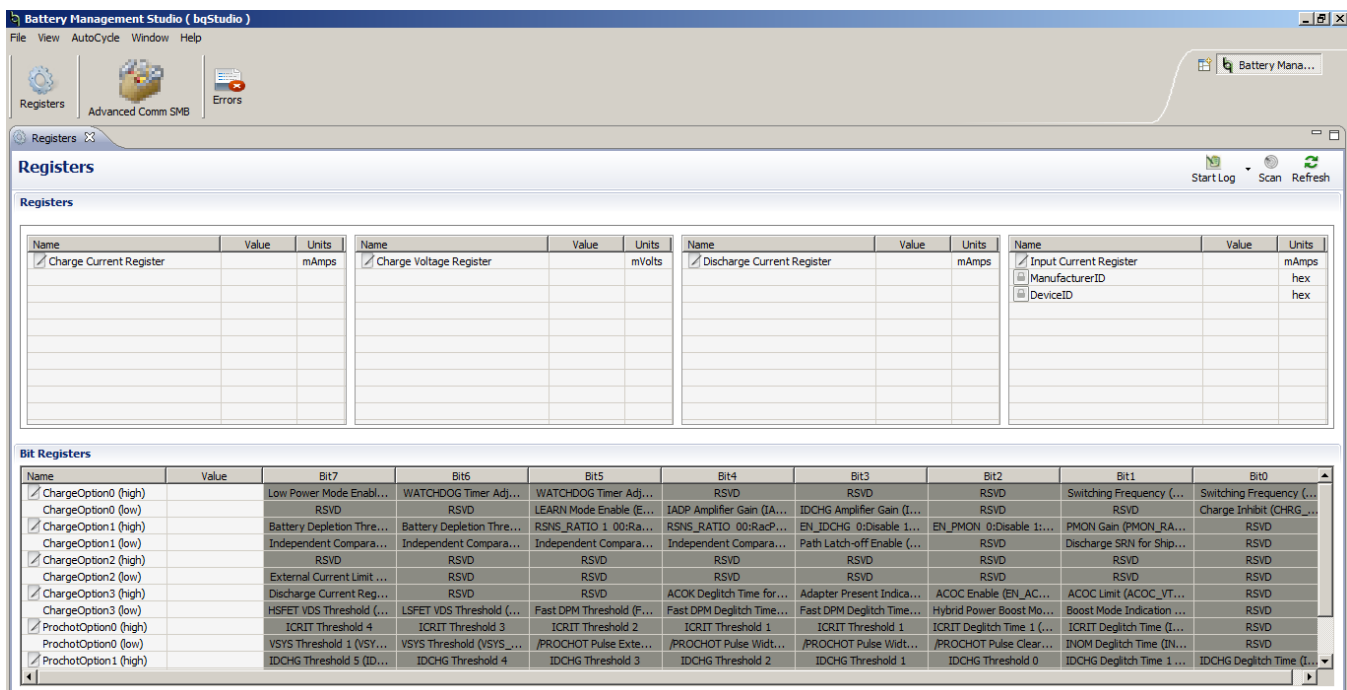 Battery Management Studio ( bqStudio )
File View AutoCycle Window Help
Registers Advanced Comm SMB Errors Battery Mana...
Registers
Registers
Start Log Scan Refresh
Registers
Name Value Units Name Value Units Name Value Units Name Value Units
Charge Current Register mAmps Charge Voltage Register mVolts Discharge Current Register mAmps Input Current Register mAmps
ManufacturerID hex
DeviceID hex
Bit Registers
Name Value Bit7 Bit6 Bit5 Bit4 Bit3 Bit2 Bit1 Bit0
ChargeOption0 (high) Low Power Mode Enabl... WATCHDOG Timer Adj... WATCHDOG Timer Adj... RSVD RSVD RSVD Switching Frequency (... Switching Frequency (...
ChargeOption0 (low) RSVD RSVD LEARN Mode Enable (E... IADP Amplifier Gain (IA... IDCHG Amplifier Gain (I... RSVD RSVD Charge Inhibit (CHRG_...
ChargeOption1 (high) Battery Depletion Thre... Battery Depletion Thre... RSNS_RATIO 1 00:Ra... RSNS_RATIO 00:RacP... EN_IDCHG 0:Disable 1... EN_PMON 0:Disable 1:... PMON Gain (PMON_RA... RSVD
ChargeOption1 (low) Independent Compara... Independent Compara... Independent Compara... Independent Compara... Path Latch-off Enable (... RSVD Discharge SRN for Ship... RSVD
ChargeOption2 (high) RSVD RSVD RSVD RSVD RSVD RSVD RSVD RSVD
ChargeOption2 (low) External Current Limit ... RSVD RSVD RSVD RSVD RSVD RSVD RSVD
ChargeOption3 (high) Discharge Current Reg... RSVD RSVD ACOK Deglitch Time for... Adapter Present Indica... ACOC Enable (EN_AC... ACOC Limit (ACOC_VT... RSVD
ChargeOption3 (low) HSFET VDS Threshold (... LSFET VDS Threshold (... Fast DPM Threshold (F... Fast DPM Deglitch Time... Fast DPM Deglitch Time... Hybrid Power Boost Mo... Boost Mode Indication ... RSVD
ProchotOption0 (high) ICRIT Threshold 4 ICRIT Threshold 3 ICRIT Threshold 2 ICRIT Threshold 1 ICRIT Threshold 1 ICRIT Deglitch Time 1 (... ICRIT Deglitch Time (I... RSVD
ProchotOption0 (low) VSYS Threshold 1 (VSY... VSYS Threshold (VSYS_... /PROCHOT Pulse Exte... /PROCHOT Pulse Widt... /PROCHOT Pulse Widt... /PROCHOT Pulse Clear... INOM Deglitch Time (IN... RSVD
ProchotOption1 (high) IDCHG Threshold 5 (ID... IDCHG Threshold 4 IDCHG Threshold 3 IDCHG Threshold 2 IDCHG Threshold 1 IDCHG Threshold 0 IDCHG Deglitch Time 1 ... IDCHG Deglitch Time (I...